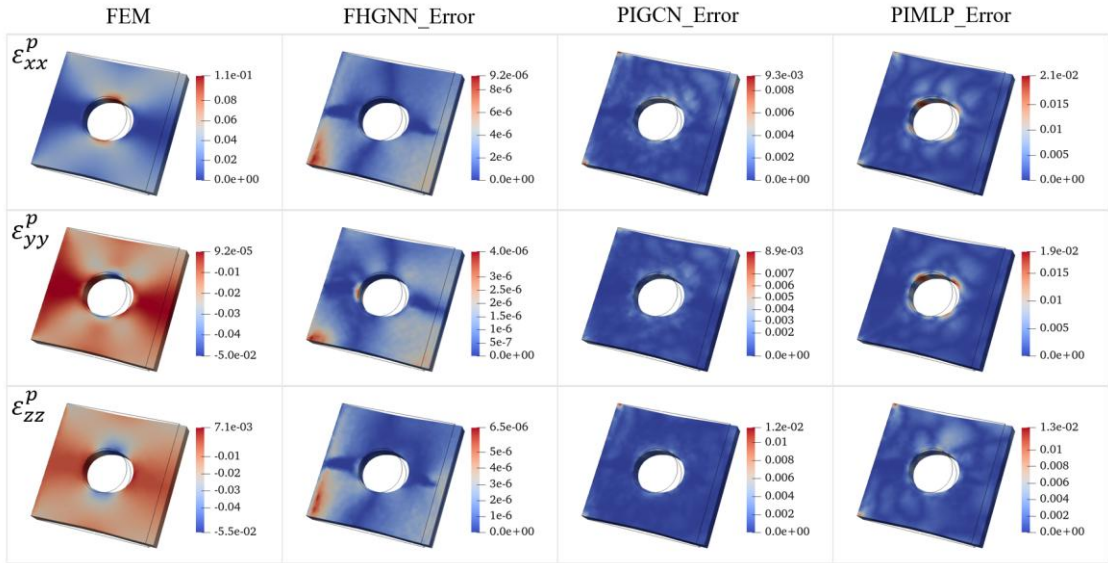 FEM FHGNN_Error PIGCN_Error PIMLP_Error
ε^p_xx
1.1e-01
0.08
0.06
0.04
0.02
0.0e+00
9.2e-06
8e-6
6e-6
4e-6
2e-6
0.0e+00
9.3e-03
0.008
0.006
0.004
0.002
0.0e+00
2.1e-02
0.015
0.01
0.005
0.0e+00
ε^p_yy
9.2e-05
-0.01
-0.02
-0.03
-0.04
-5.0e-02
4.0e-06
3e-6
2.5e-6
2e-6
1.5e-6
1e-6
5e-7
0.0e+00
8.9e-03
0.007
0.006
0.005
0.004
0.003
0.002
0.0e+00
1.9e-02
0.015
0.01
0.005
0.0e+00
ε^p_zz
7.1e-03
-0.01
-0.02
-0.03
-0.04
-5.5e-02
6.5e-06
5e-6
4e-6
3e-6
2e-6
1e-6
0.0e+00
1.2e-02
0.01
0.008
0.006
0.004
0.002
0.0e+00
1.3e-02
0.01
0.008
0.006
0.004
0.002
0.0e+00